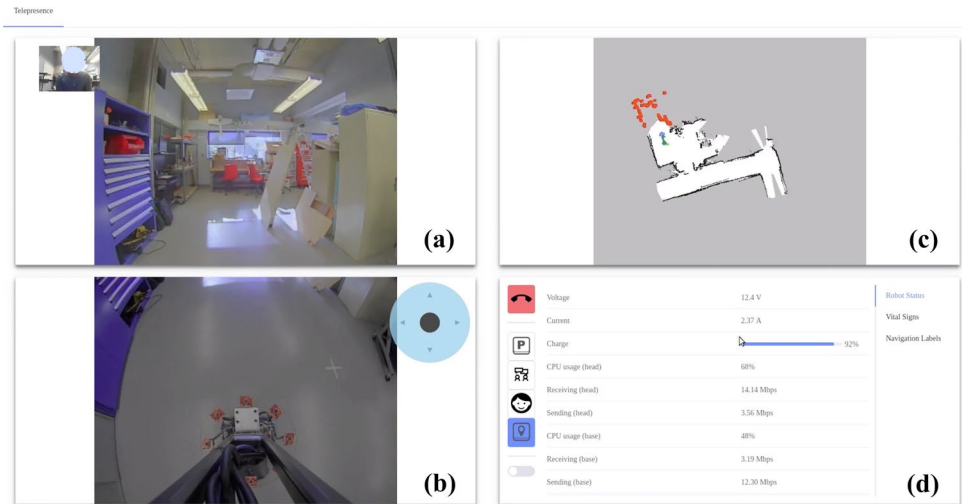 Telepresence
(a)
(c)
(b)
P
Voltage 12.4 V
Current 2.37 A
Charge 92%
CPU usage (head) 68%
Receiving (head) 14.14 Mbps
Sending (head) 3.56 Mbps
CPU usage (base) 48%
Receiving (base) 3.19 Mbps
Sending (base) 12.30 Mbps
Robot Status
Vital Signs
Navigation Labels
(d)